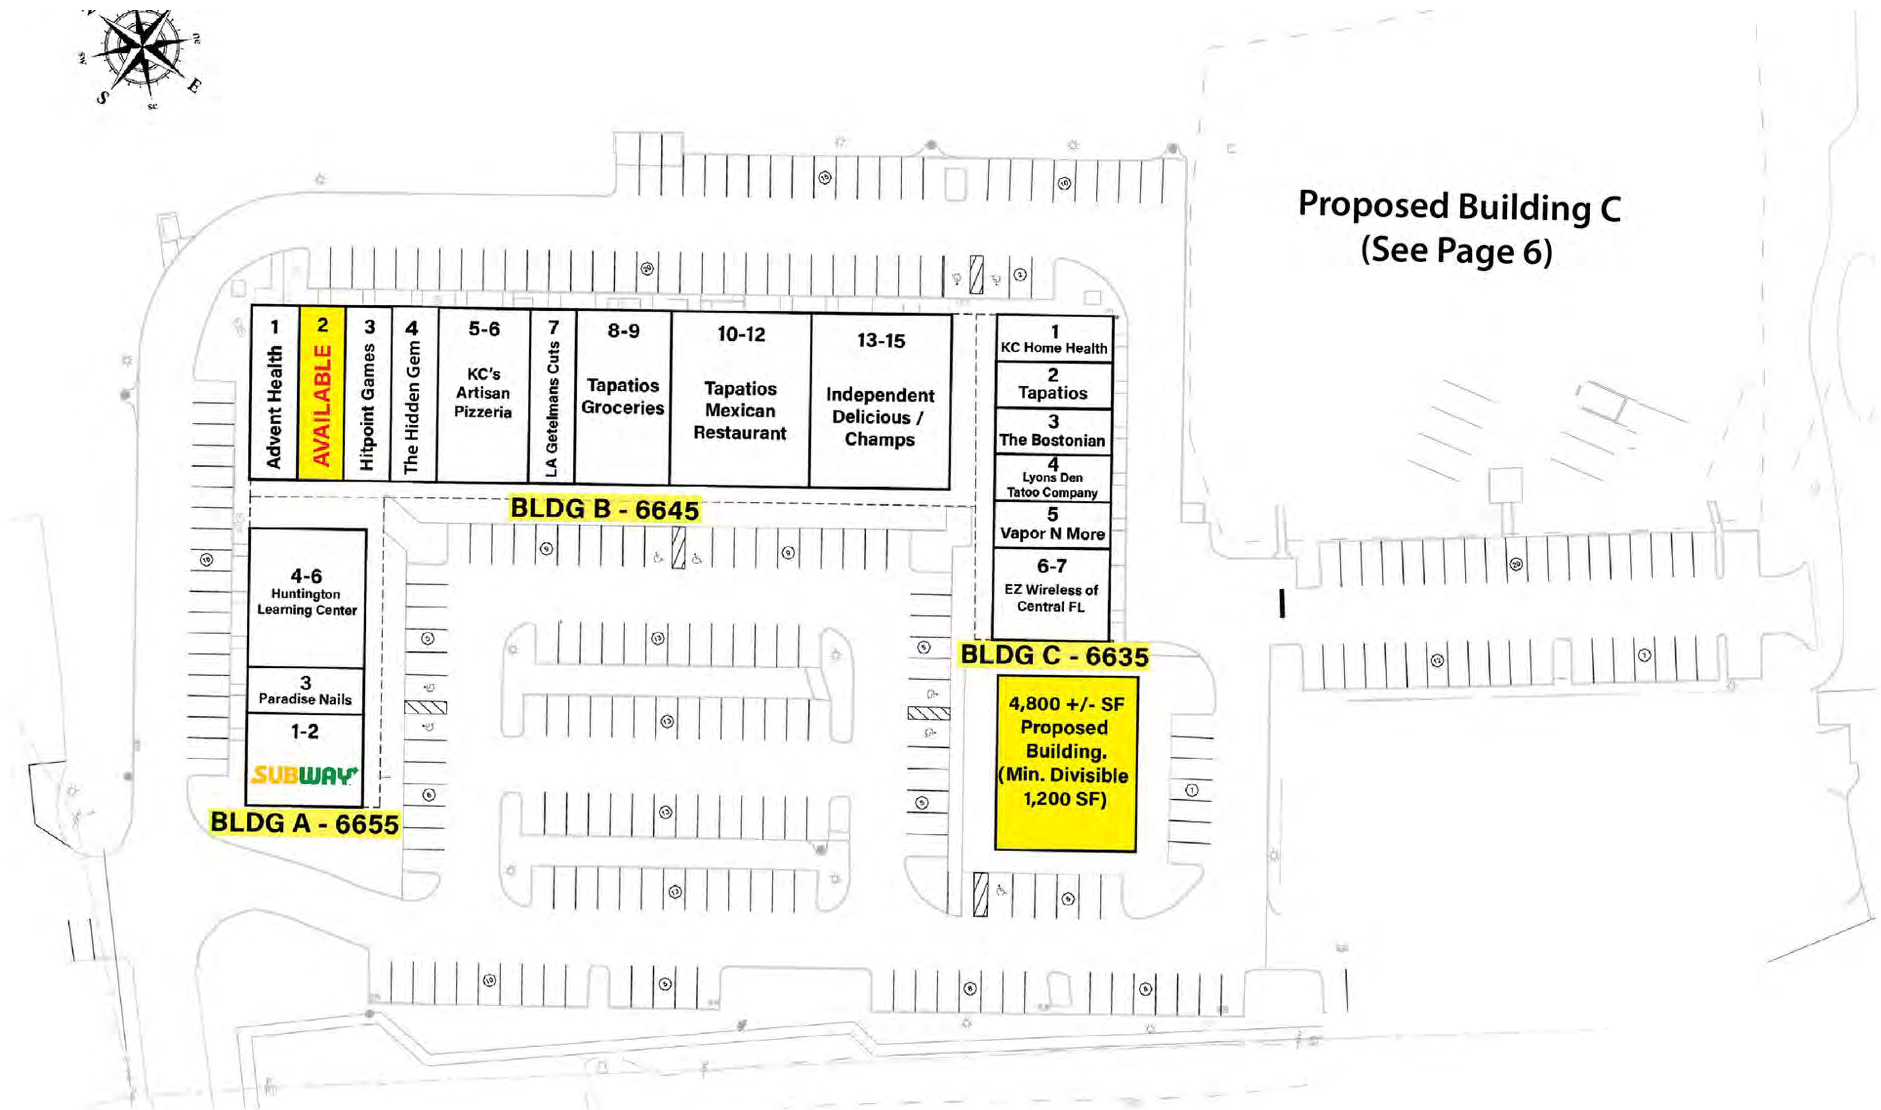 S
se
E
sw
ne
Proposed Building C
(See Page 6)
1
Advent Health
2
AVAILABLE
3
Hitpoint Games
4
The Hidden Gem
5-6
KC's
Artisan
Pizzeria
7
LA Getelmans Cuts
8-9
Tapatios
Groceries
10-12
Tapatios
Mexican
Restaurant
13-15
Independent
Delicious /
Champs
BLDG B - 6645
1
KC Home Health
2
Tapatios
3
The Bostonian
4
Lyons Den
Tatoo Company
5
Vapor N More
6-7
EZ Wireless of
Central FL
BLDG C - 6635
4,800 +/- SF
Proposed
Building.
(Min. Divisible
1,200 SF)
4-6
Huntington
Learning Center
3
Paradise Nails
1-2
SUBWAY
BLDG A - 6655